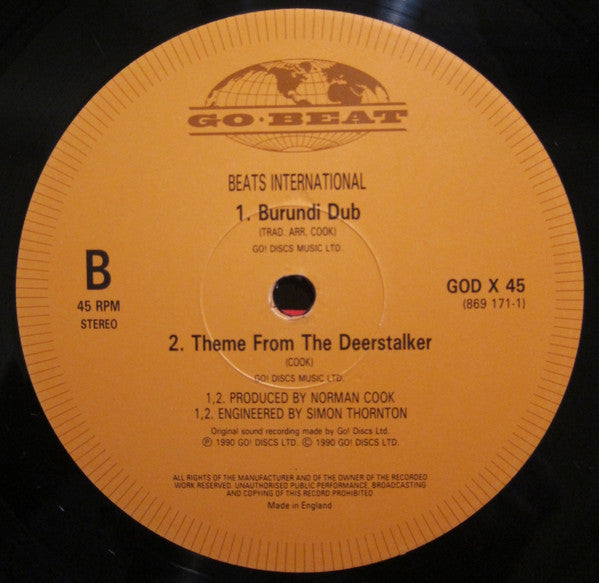 GO·BEAT
BEATS INTERNATIONAL
1. Burundi Dub
(TRAD. ARR. COOK)
GO! DISCS MUSIC LTD.
B
45 RPM
STEREO
GOD X 45
(869 171-1)
2. Theme From The Deerstalker
(COOK)
GO! DISCS MUSIC LTD.
1,2. PRODUCED BY NORMAN COOK
1,2. ENGINEERED BY SIMON THORNTON
Original sound recording made by Go! Discs Ltd.
℗ 1990 GO! DISCS LTD. © 1990 GO! DISCS LTD.
ALL RIGHTS OF THE MANUFACTURER AND OF THE OWNER OF THE RECORDED
WORK RESERVED. UNAUTHORISED PUBLIC PERFORMANCE, BROADCASTING
AND COPYING OF THIS RECORD PROHIBITED
Made in England